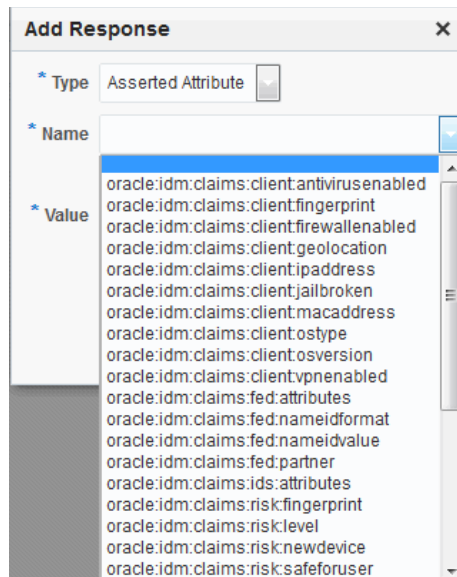 Add Response
* Type Asserted Attribute
* Name
oracle:idm:claims:client:antivirusenabled
oracle:idm:claims:client:fingerprint
oracle:idm:claims:client:firewallenabled
* Value
oracle:idm:claims:client:geolocation
oracle:idm:claims:client:ipaddress
oracle:idm:claims:client:jailbroken
oracle:idm:claims:client:macaddress
oracle:idm:claims:client:ostype
oracle:idm:claims:client:osversion
oracle:idm:claims:client:vpnenabled
oracle:idm:claims:fed:attributes
oracle:idm:claims:fed:nameidformat
oracle:idm:claims:fed:nameidvalue
oracle:idm:claims:fed:partner
oracle:idm:claims:ids:attributes
oracle:idm:claims:risk:fingerprint
oracle:idm:claims:risk:level
oracle:idm:claims:risk:newdevice
oracle:idm:claims:risk:safeforuser